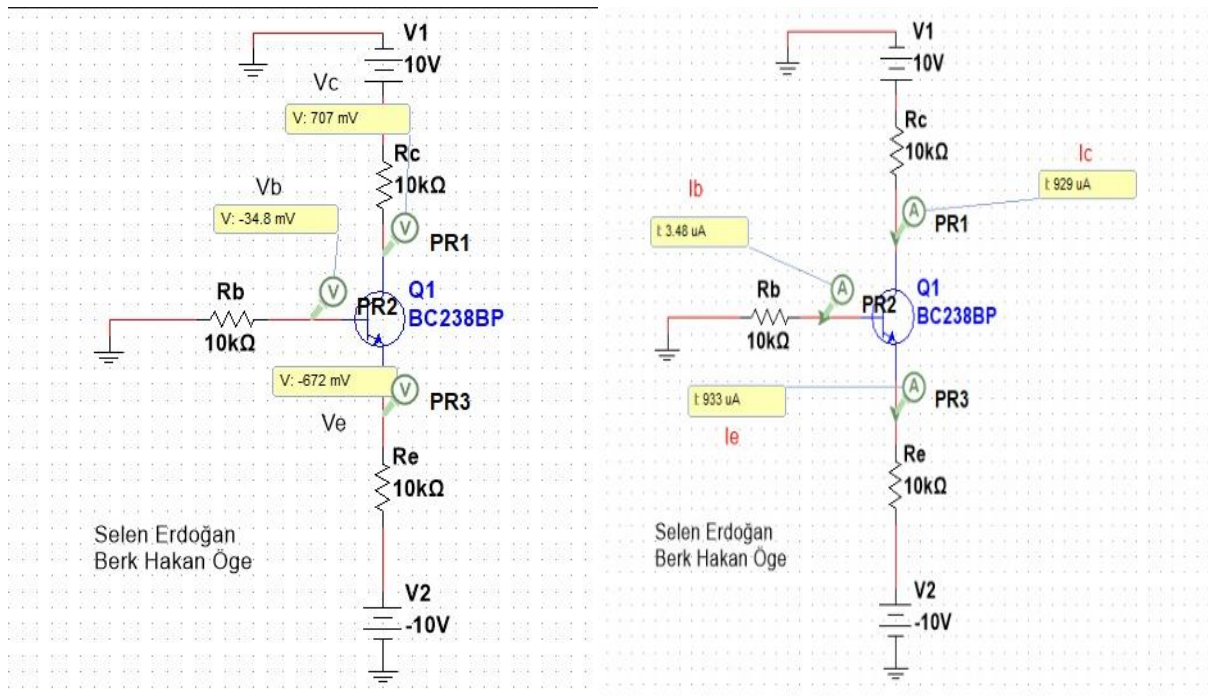 V1
10V
Vc
V: 707 mV
Rc
10kΩ
Vb
V: -34.8 mV
V
PR1
Rb
10kΩ
V
PR2
Q1
BC238BP
V: -672 mV
V
PR3
Ve
Re
10kΩ
Selen Erdoğan
Berk Hakan Öge
V2
-10V
V1
10V
Rc
10kΩ
Ic
I: 929 uA
Ib
I: 3.48 uA
A
PR1
Rb
10kΩ
A
PR2
Q1
BC238BP
I: 933 uA
A
PR3
Ie
Re
10kΩ
Selen Erdoğan
Berk Hakan Öge
V2
-10V